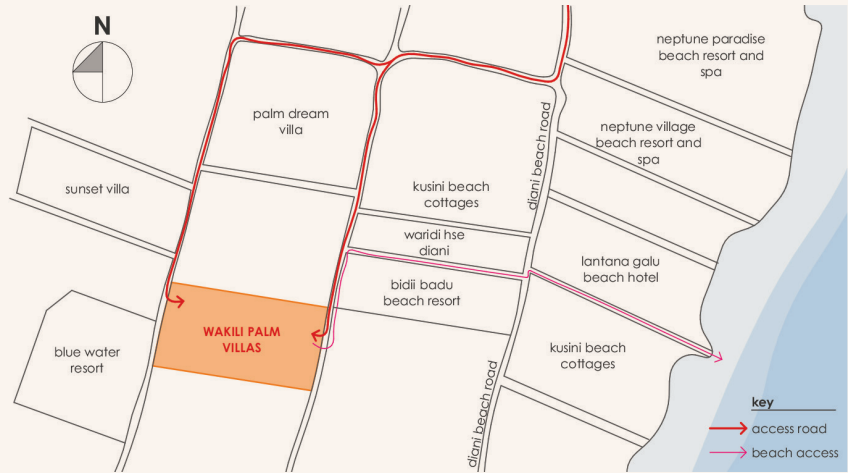 N
neptune paradise
beach resort and
spa
palm dream
villa
diani beach road
neptune village
beach resort and
spa
sunset villa
kusini beach
cottages
waridi hse
diani
lantana galu
beach hotel
bidii badu
beach resort
WAKILI PALM
VILLAS
blue water
resort
kusini beach
cottages
diani beach road
key
access road
beach access